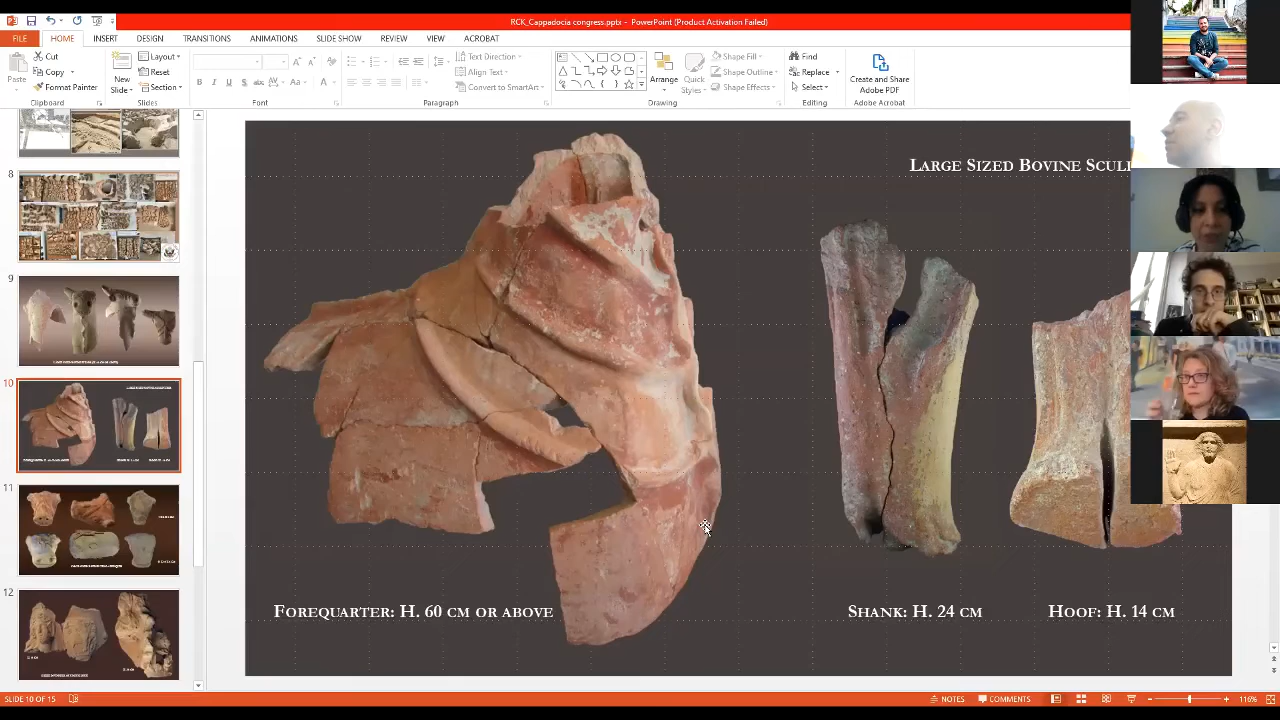 RCK_Cappadocia congress.pptx - PowerPoint (Product Activation Failed)
FILE HOME INSERT DESIGN TRANSITIONS ANIMATIONS SLIDE SHOW REVIEW VIEW ACROBAT
Paste
Cut
Copy
Format Painter
Clipboard
New Slide
Layout
Reset
Section
Slides
Font
Text Direction
Align Text
Convert to SmartArt
Paragraph
Arrange
Quick Styles
Shape Fill
Shape Outline
Shape Effects
Drawing
Find
Replace
Select
Editing
Create and Share Adobe PDF
Adobe Acrobat
8
9
10
11
12
LARGE SIZED BOVINE
FOREQUARTER: H. 60 CM OR ABOVE
SHANK: H. 24 CM
HOOF: H. 14 CM
SLIDE 10 OF 15
NOTES
COMMENTS
116%